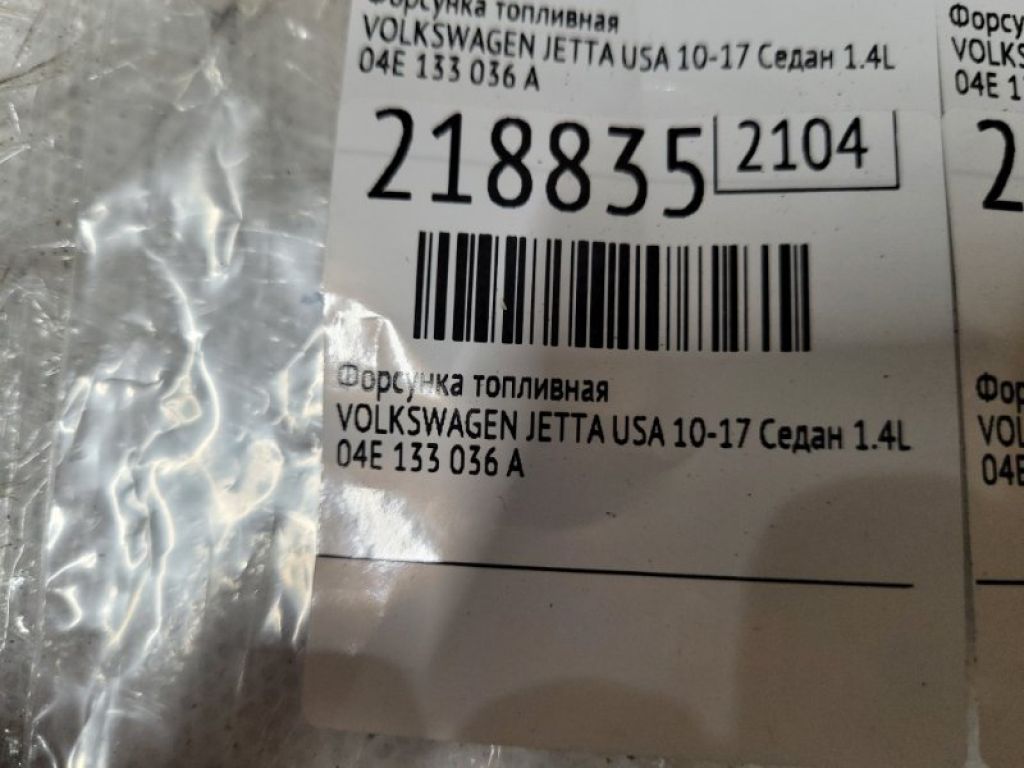 Форсунка топливная
VOLKSWAGEN JETTA USA 10-17 Седан 1.4L
04E 133 036 A
218835
2104
Форсунка топливная
VOLKSWAGEN JETTA USA 10-17 Седан 1.4L
04E 133 036 A